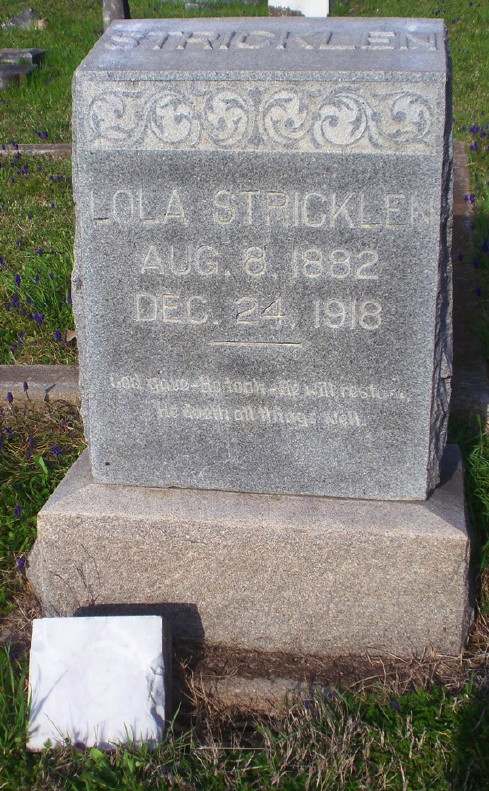 STRICKLEN
LOLA STRICKLEN
AUG. 8, 1882
DEC. 24, 1918
God gave - He took - He will restore,
He doeth all things well.